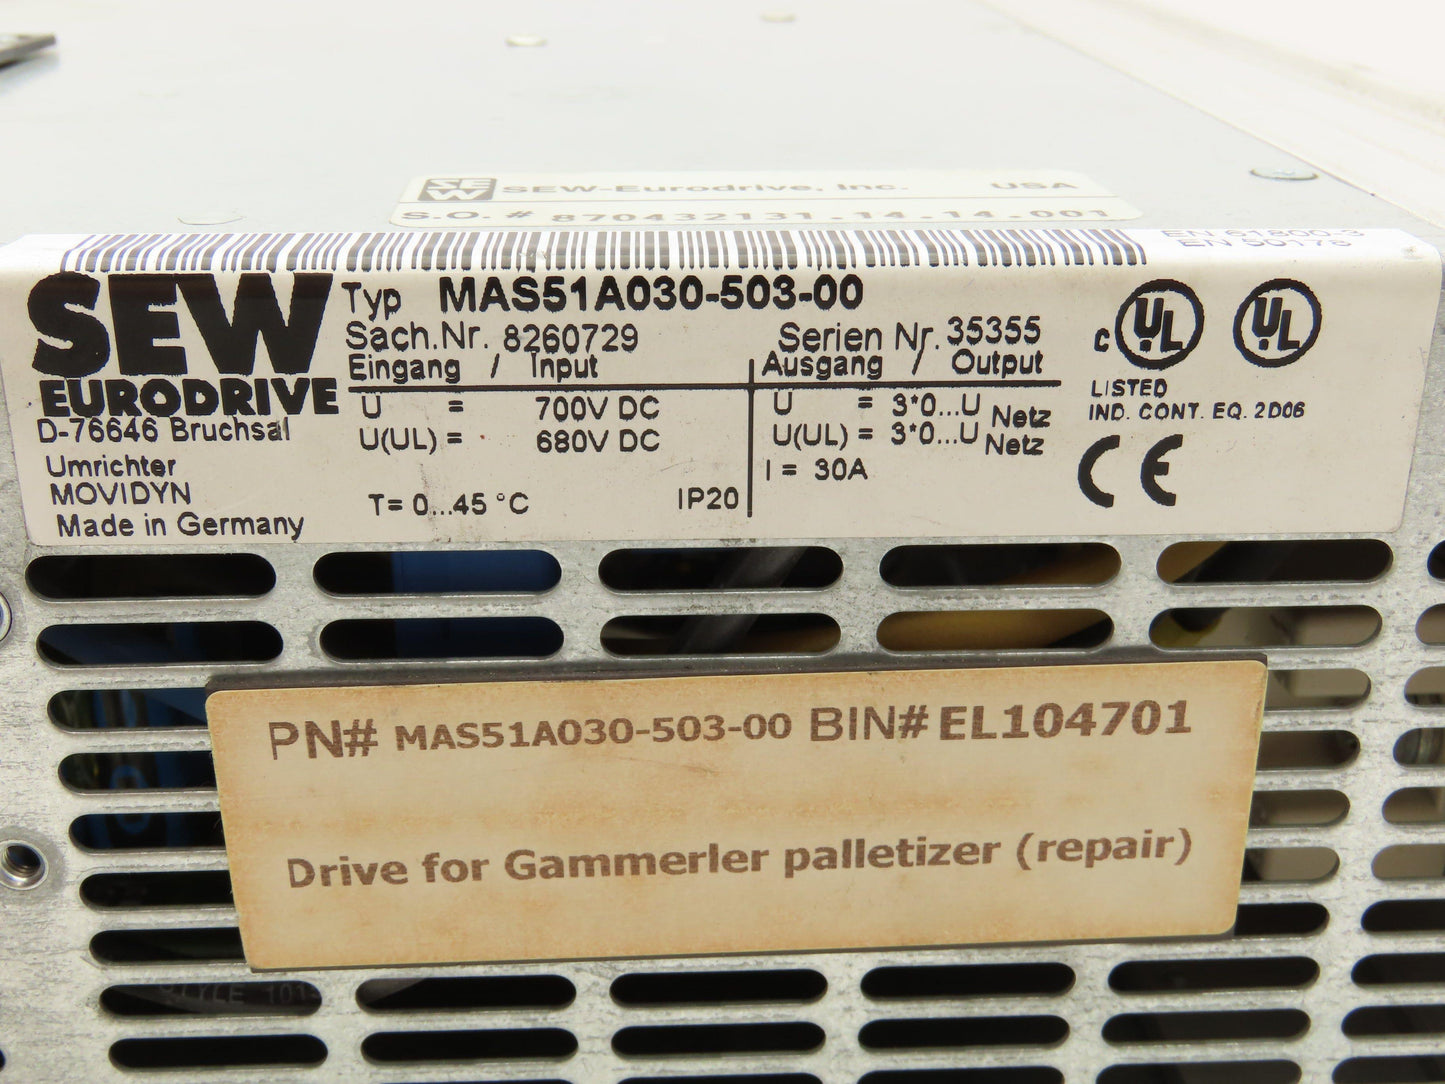 SEW SEW-Eurodrive, Inc. USA
S.O. # 870432131.14.14.001
EN 61800-3
EN 50178
SEW
EURODRIVE
D-76646 Bruchsal
Umrichter
MOVIDYN
Made in Germany
Typ MAS51A030-503-00
Sach.Nr. 8260729 Serien Nr. 35355
Eingang / Input Ausgang / Output
U = 700V DC U = 3*0...U Netz
U(UL) = 680V DC U(UL) = 3*0...U Netz
I = 30A
T= 0...45 °C IP20
c UL UL
LISTED
IND. CONT. EQ. 2D06
CE
PN# MAS51A030-503-00 BIN# EL104701
Drive for Gammerler palletizer (repair)